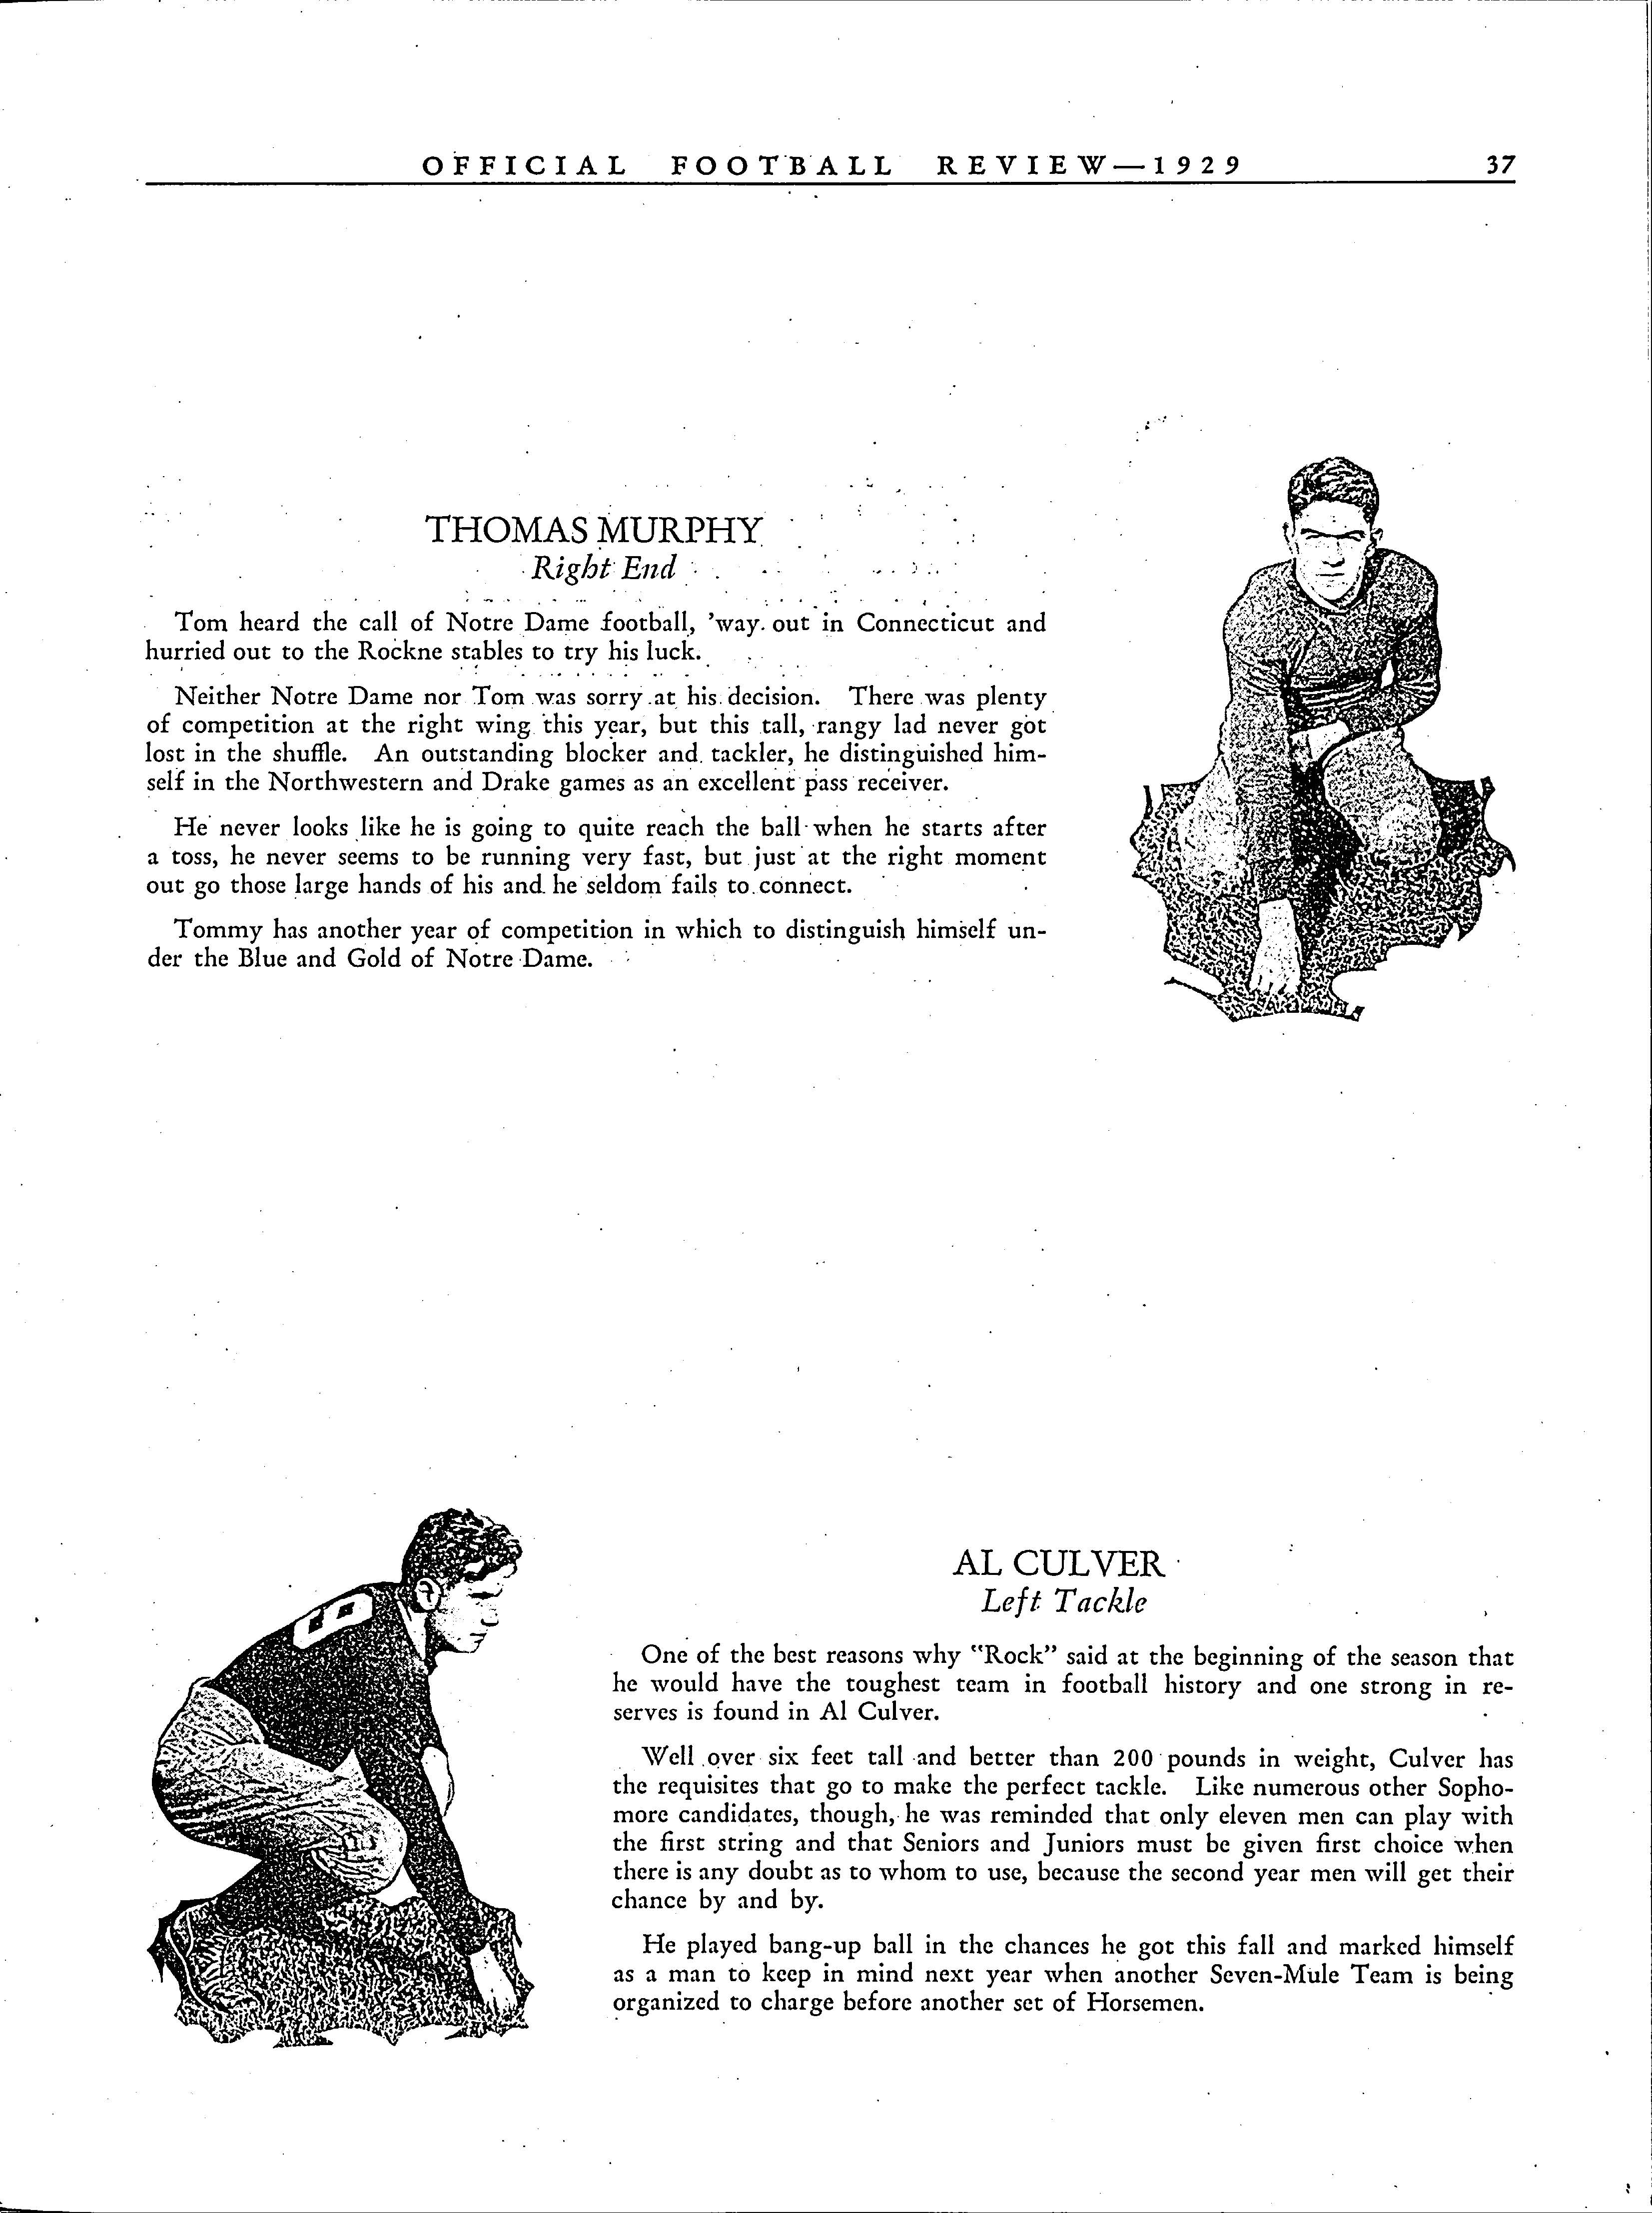 OFFICIAL FOOTBALL REVIEW—1929 37
THOMAS MURPHY
Right End
Tom heard the call of Notre Dame football, 'way out in Connecticut and
hurried out to the Rockne stables to try his luck.
Neither Notre Dame nor Tom was sorry at his decision. There was plenty
of competition at the right wing this year, but this tall, rangy lad never got
lost in the shuffle. An outstanding blocker and tackler, he distinguished him-
self in the Northwestern and Drake games as an excellent pass receiver.
He never looks like he is going to quite reach the ball when he starts after
a toss, he never seems to be running very fast, but just at the right moment
out go those large hands of his and he seldom fails to connect.
Tommy has another year of competition in which to distinguish himself un-
der the Blue and Gold of Notre Dame.
AL CULVER
Left Tackle
One of the best reasons why "Rock" said at the beginning of the season that
he would have the toughest team in football history and one strong in re-
serves is found in Al Culver.
Well over six feet tall and better than 200 pounds in weight, Culver has
the requisites that go to make the perfect tackle. Like numerous other Sopho-
more candidates, though, he was reminded that only eleven men can play with
the first string and that Seniors and Juniors must be given first choice when
there is any doubt as to whom to use, because the second year men will get their
chance by and by.
He played bang-up ball in the chances he got this fall and marked himself
as a man to keep in mind next year when another Seven-Mule Team is being
organized to charge before another set of Horsemen.